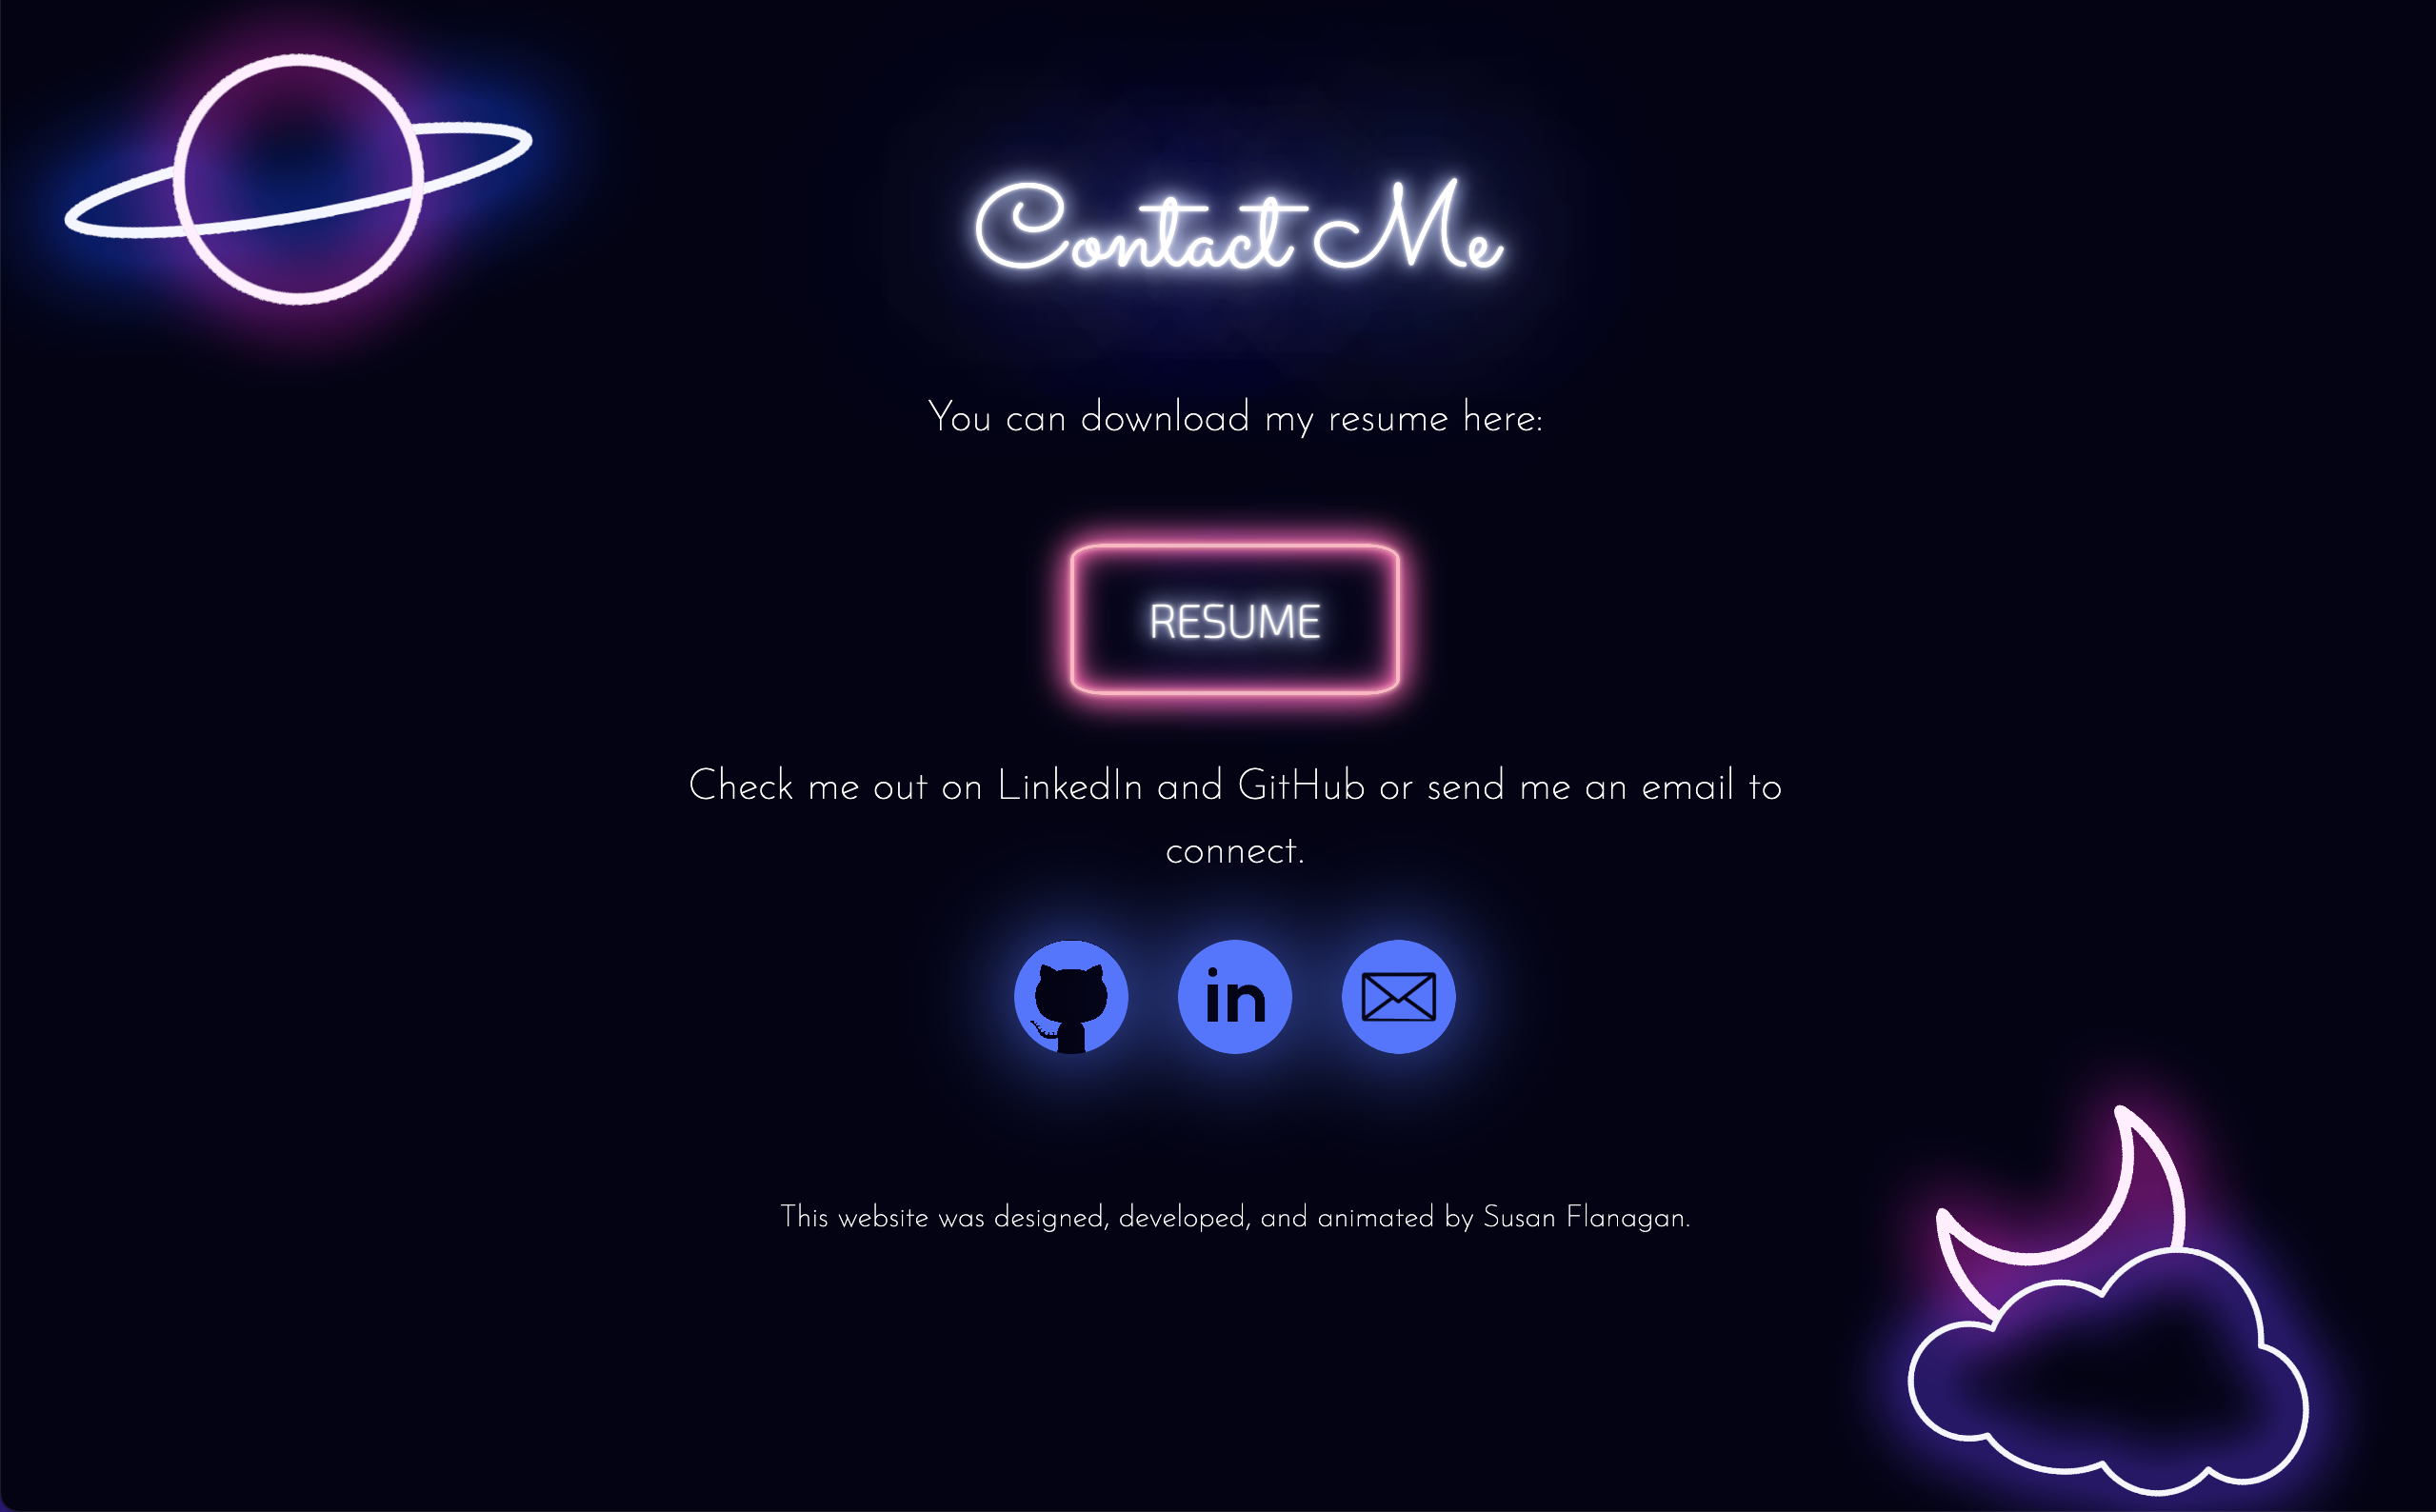 Contact Me
You can download my resume here:
RESUME
Check me out on LinkedIn and GitHub or send me an email to
connect.
in
This website was designed, developed, and animated by Susan Flanagan.